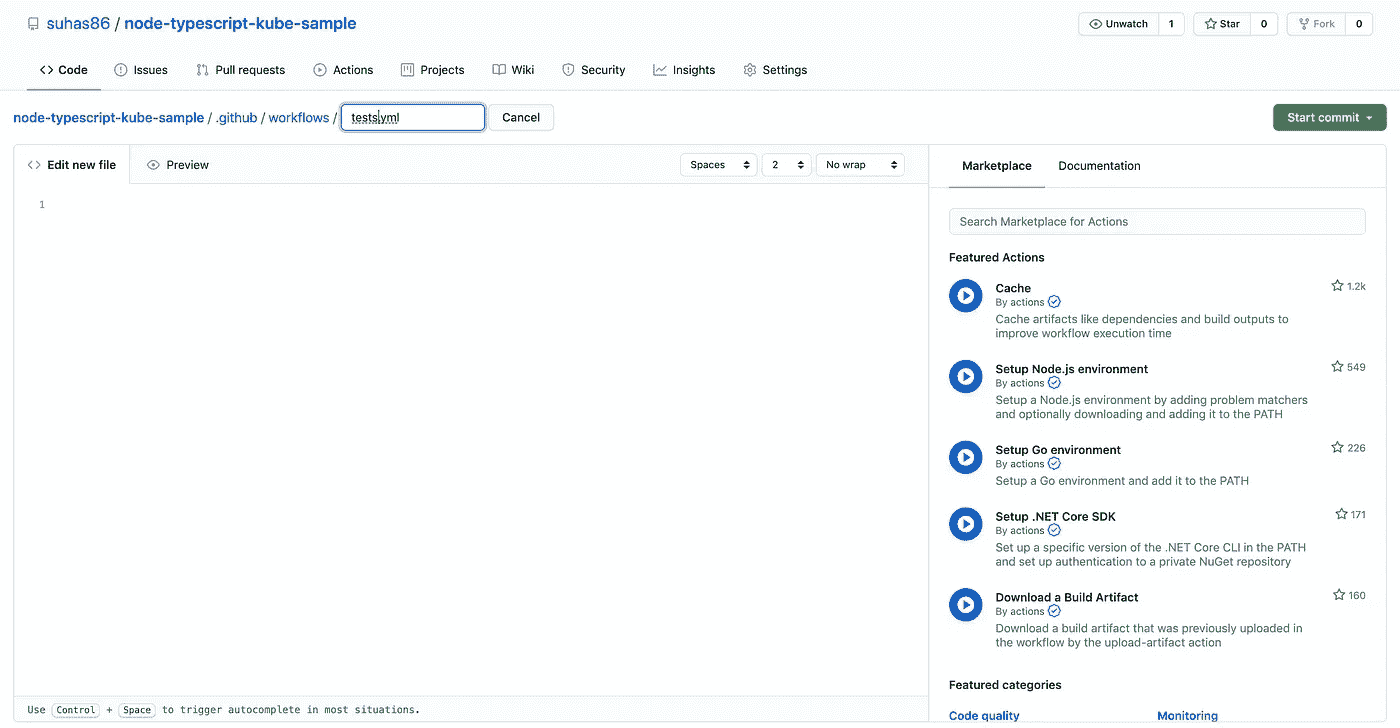 suhas86 / node-typescript-kube-sample
Unwatch 1 Star 0 Fork 0
Code Issues Pull requests Actions Projects Wiki Security Insights Settings
node-typescript-kube-sample / .github / workflows / tests.yml Cancel Start commit
<> Edit new file Preview Spaces 2 No wrap
1
Marketplace Documentation
Search Marketplace for Actions
Featured Actions
Cache 1.2k
By actions
Cache artifacts like dependencies and build outputs to
improve workflow execution time
Setup Node.js environment 549
By actions
Setup a Node.js environment by adding problem matchers
and optionally downloading and adding it to the PATH
Setup Go environment 226
By actions
Setup a Go environment and add it to the PATH
Setup .NET Core SDK 171
By actions
Set up a specific version of the .NET Core CLI in the PATH
and set up authentication to a private NuGet repository
Download a Build Artifact 160
By actions
Download a build artifact that was previously uploaded in
the workflow by the upload-artifact action
Featured categories
Code quality Monitoring
Use Control + Space to trigger autocomplete in most situations.